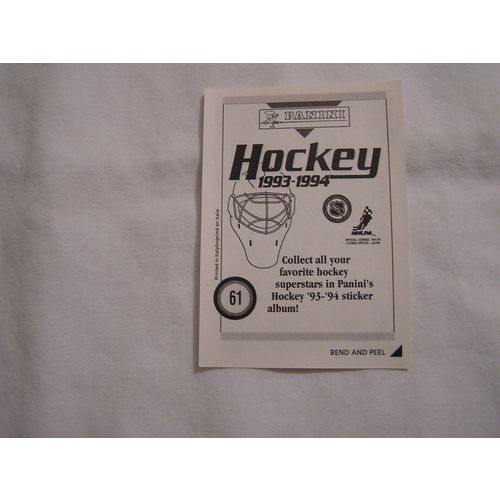 PANINI
Hockey
1993-1994
NHLPA
Printed in Italy/Imprimé en Italie
Collect all your
favorite hockey
superstars in Panini's
Hockey '93-'94 sticker
album!
61
BEND AND PEEL